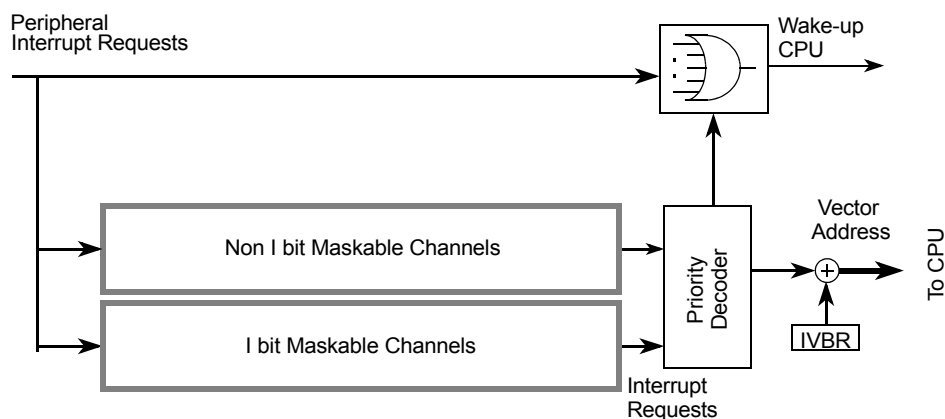 Peripheral
Interrupt Requests
Wake-up
CPU
Non I bit Maskable Channels
I bit Maskable Channels
Priority
Decoder
Interrupt
Requests
Vector
Address
IVBR
To CPU